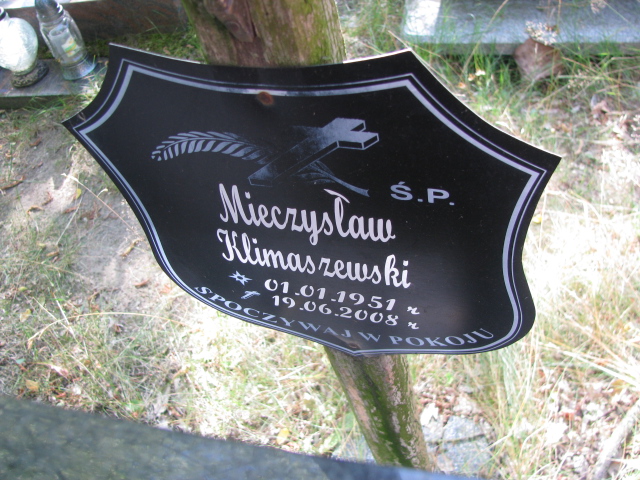 Ś.P.
Mieczysław
Klimaszewski
01.01.1951 r
19.06.2008 r
SPOCZYWAJ W POKOJU